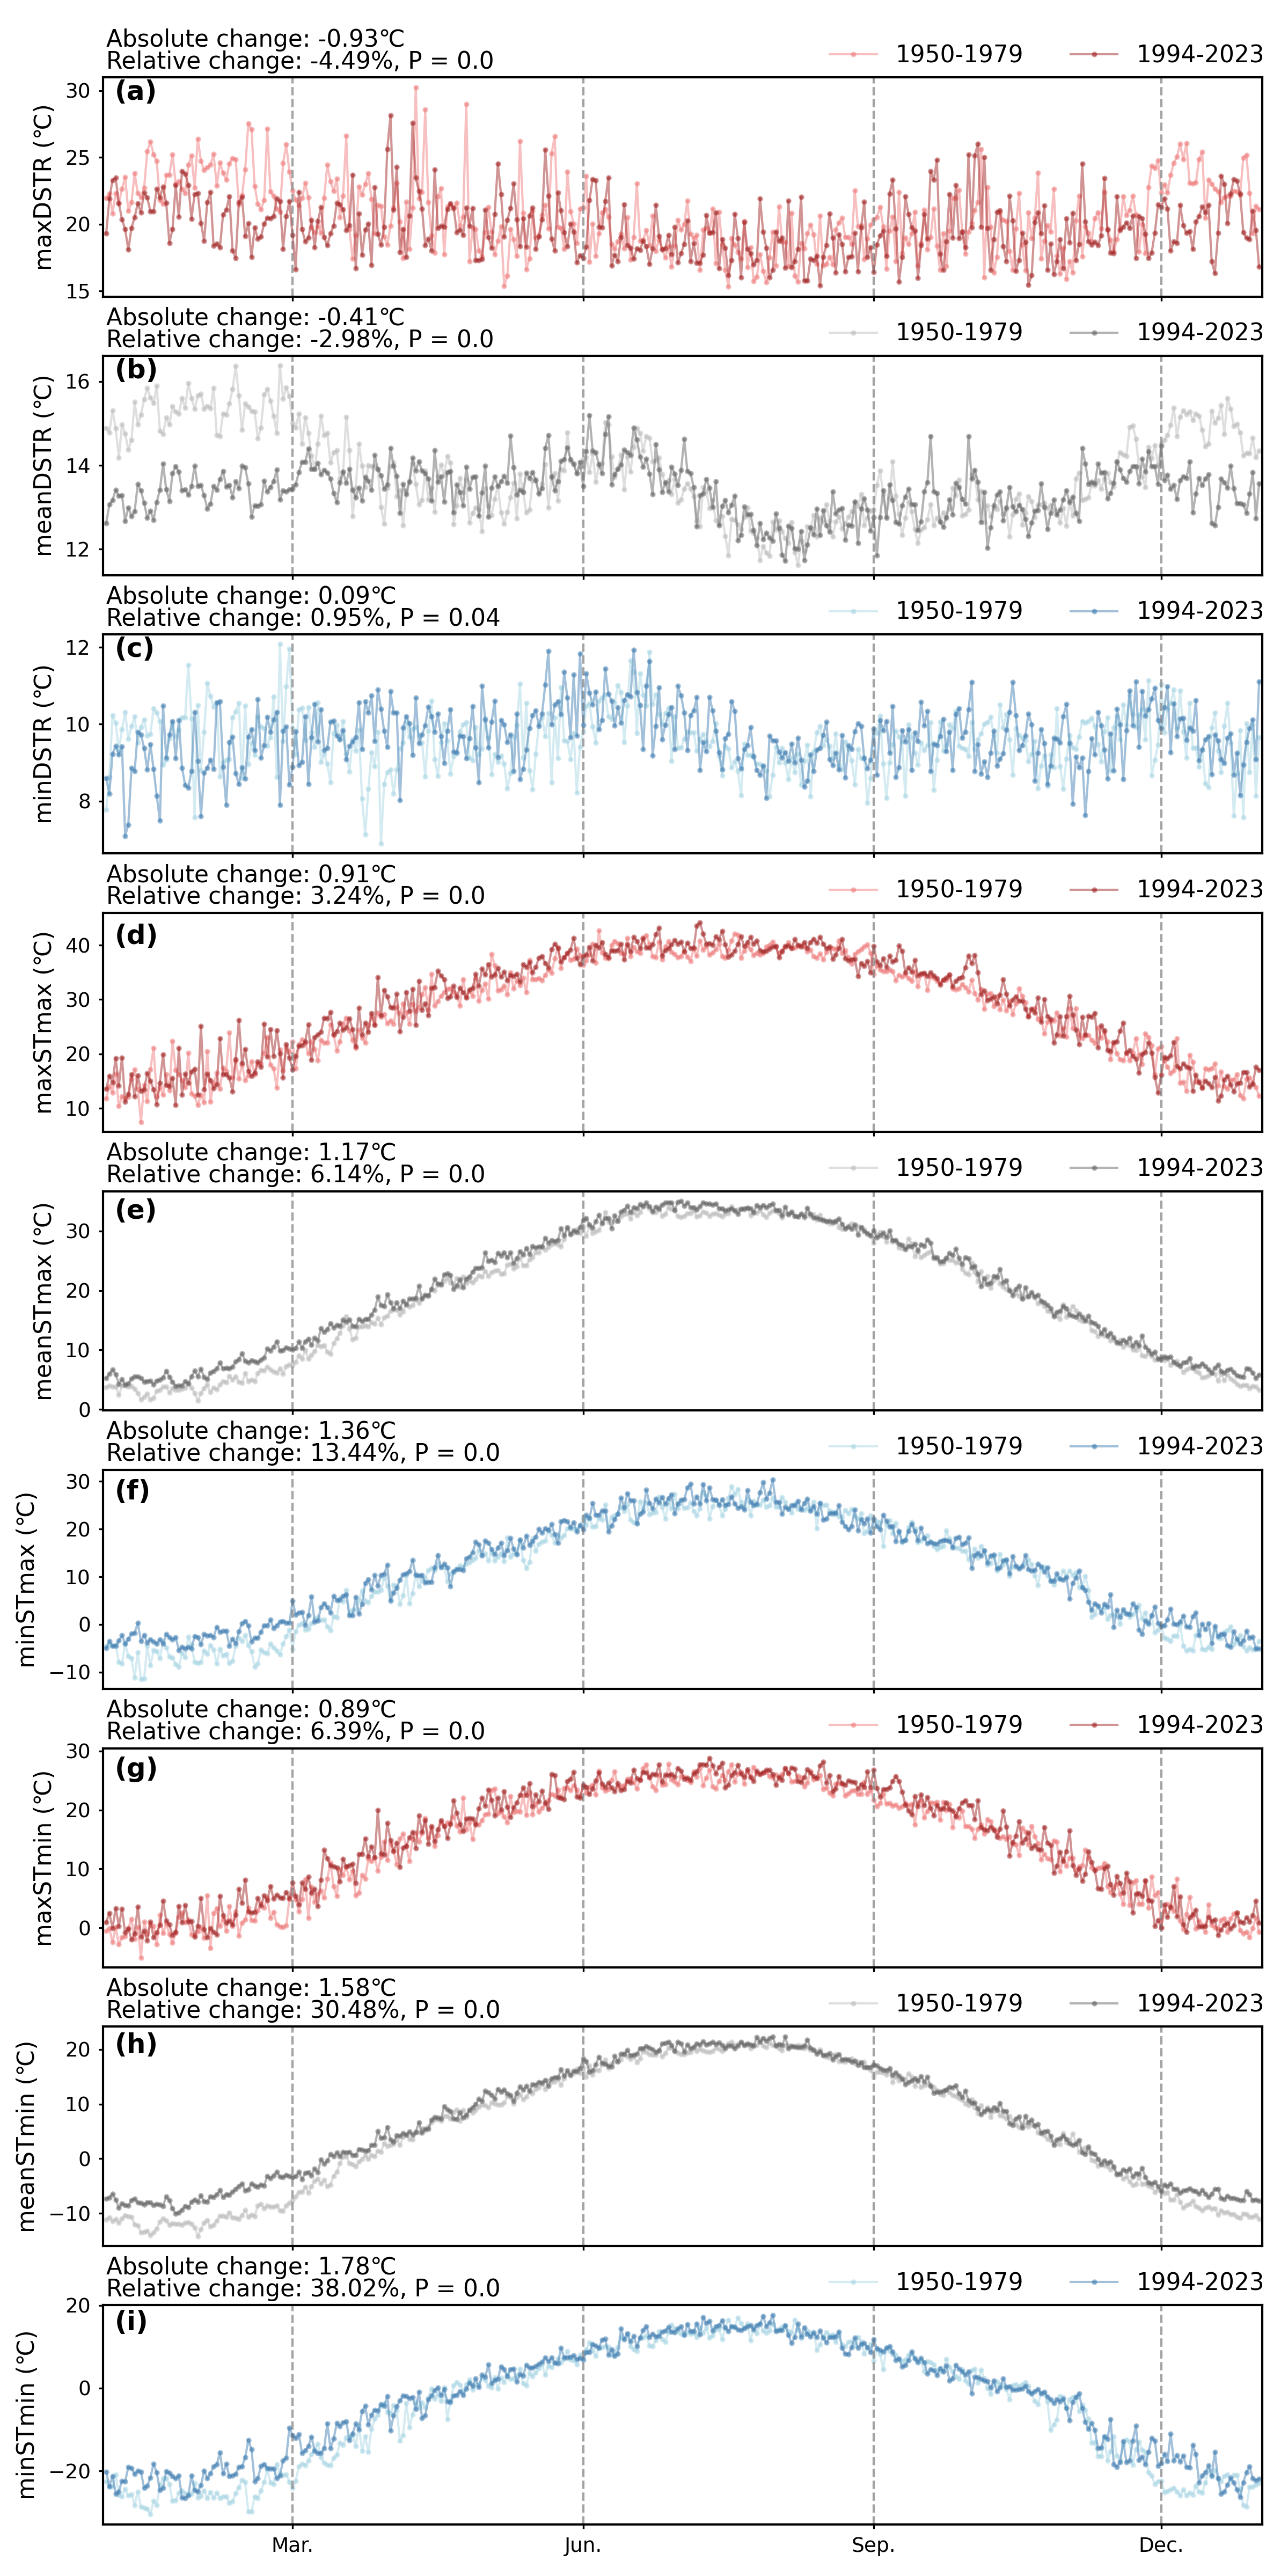 Absolute change: -0.93℃
Relative change: -4.49%, P = 0.0
1950-1979 1994-2023
(a)
maxDSTR (℃)
30
25
20
15
Absolute change: -0.41℃
Relative change: -2.98%, P = 0.0
1950-1979 1994-2023
(b)
meanDSTR (℃)
16
14
12
Absolute change: 0.09℃
Relative change: 0.95%, P = 0.04
1950-1979 1994-2023
(c)
minDSTR (℃)
12
10
8
Absolute change: 0.91℃
Relative change: 3.24%, P = 0.0
1950-1979 1994-2023
(d)
maxSTmax (℃)
40
30
20
10
Absolute change: 1.17℃
Relative change: 6.14%, P = 0.0
1950-1979 1994-2023
(e)
meanSTmax (℃)
30
20
10
0
Absolute change: 1.36℃
Relative change: 13.44%, P = 0.0
1950-1979 1994-2023
(f)
minSTmax (℃)
30
20
10
0
−10
Absolute change: 0.89℃
Relative change: 6.39%, P = 0.0
1950-1979 1994-2023
(g)
maxSTmin (℃)
30
20
10
0
Absolute change: 1.58℃
Relative change: 30.48%, P = 0.0
1950-1979 1994-2023
(h)
meanSTmin (℃)
20
10
0
−10
Absolute change: 1.78℃
Relative change: 38.02%, P = 0.0
1950-1979 1994-2023
(i)
minSTmin (℃)
20
0
−20
Mar. Jun. Sep. Dec.